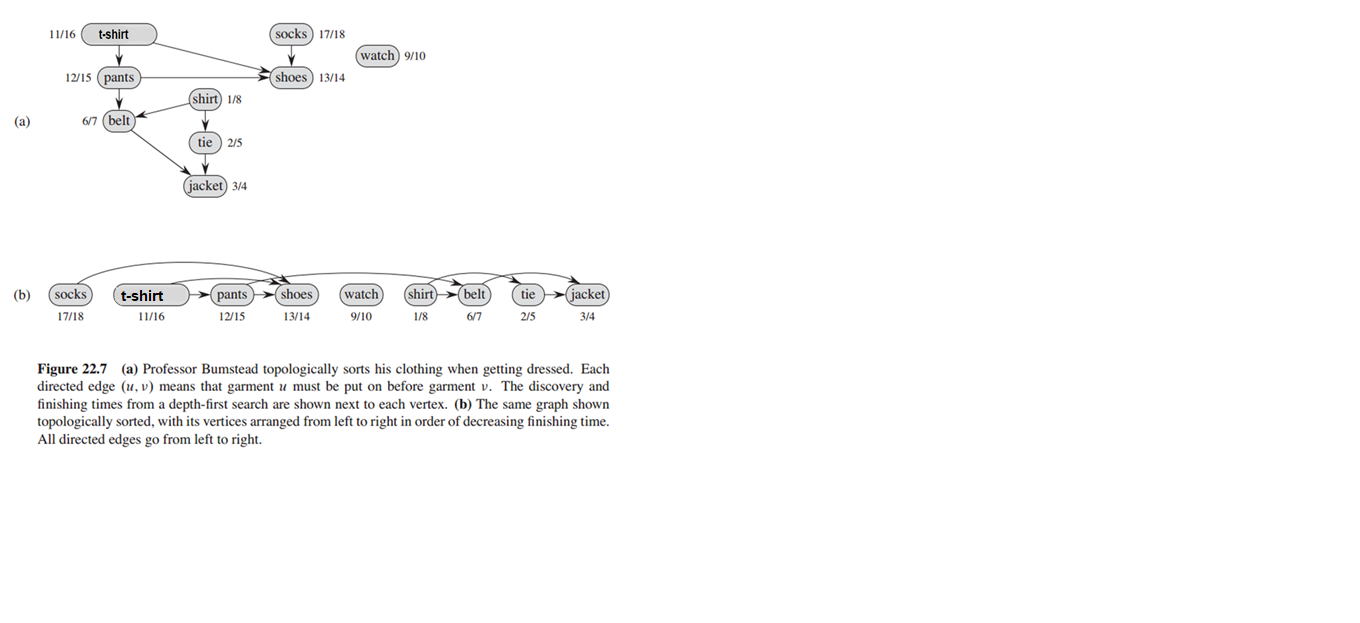 11/16 t-shirt socks 17/18
watch 9/10
12/15 pants shoes 13/14
shirt 1/8
(a) 6/7 belt
tie 2/5
jacket 3/4
(b) socks t-shirt pants shoes watch shirt belt tie jacket
17/18 11/16 12/15 13/14 9/10 1/8 6/7 2/5 3/4
Figure 22.7 (a) Professor Bumstead topologically sorts his clothing when getting dressed. Each
directed edge (u, v) means that garment u must be put on before garment v. The discovery and
finishing times from a depth-first search are shown next to each vertex. (b) The same graph shown
topologically sorted, with its vertices arranged from left to right in order of decreasing finishing time.
All directed edges go from left to right.